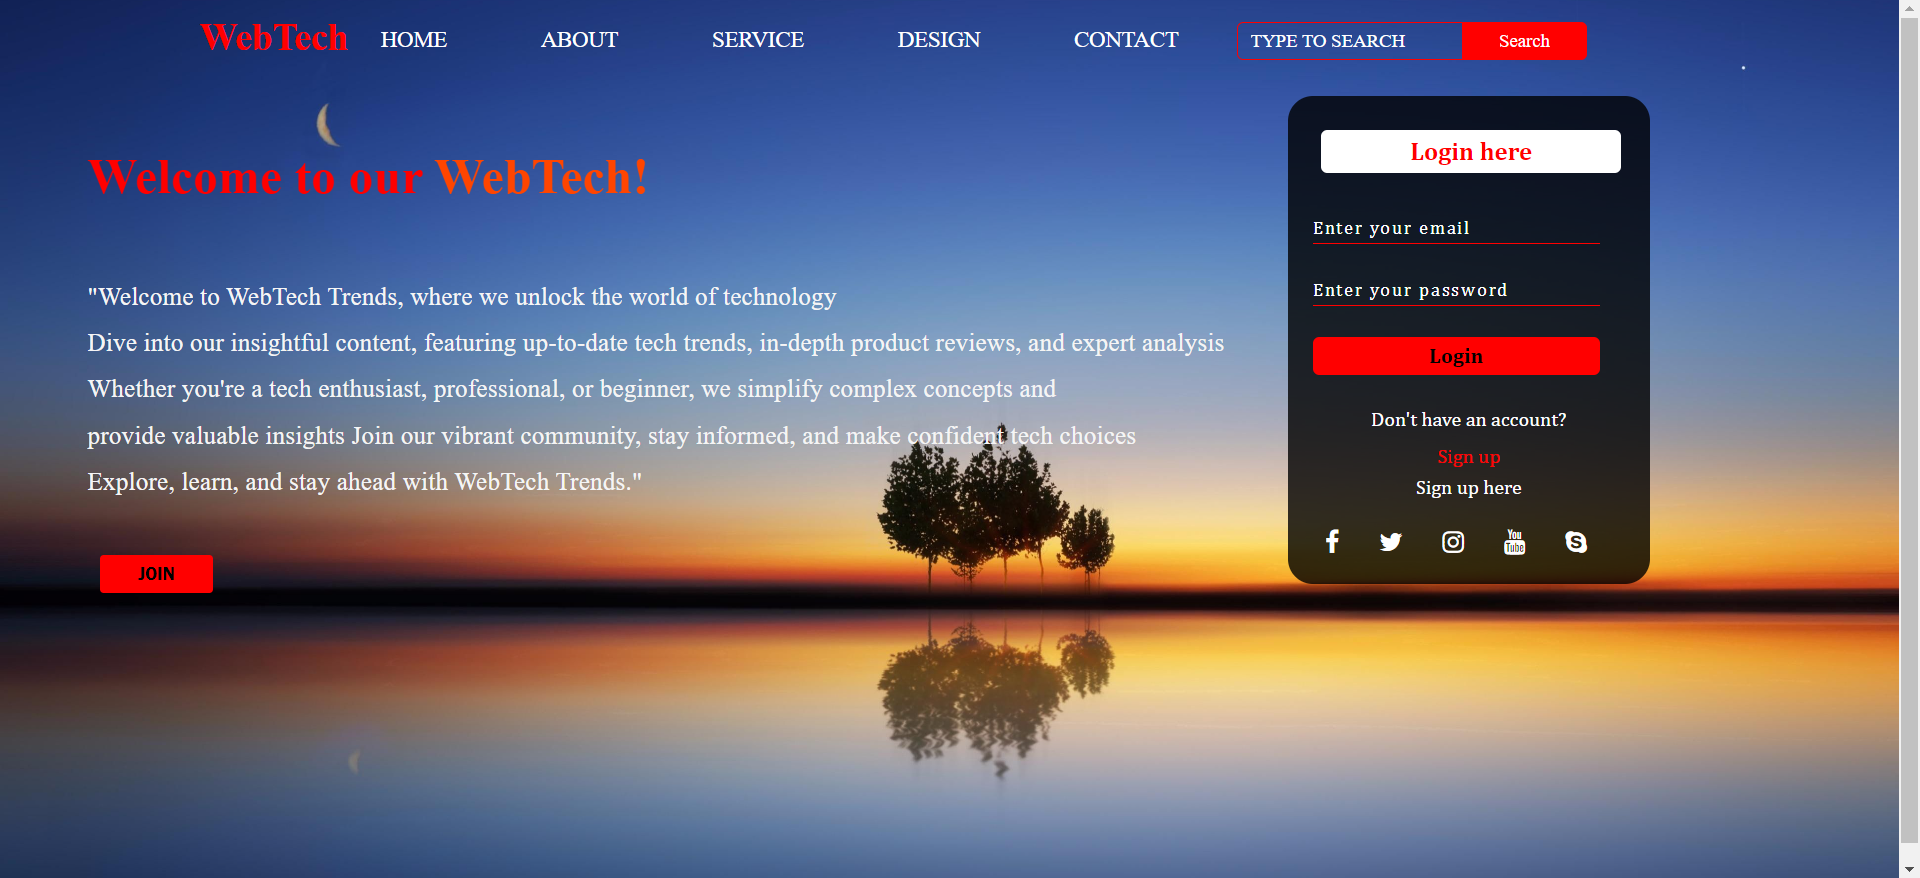 WebTech HOME ABOUT SERVICE DESIGN CONTACT TYPE TO SEARCH Search
Welcome to our WebTech!
"Welcome to WebTech Trends, where we unlock the world of technology
Dive into our insightful content, featuring up-to-date tech trends, in-depth product reviews, and expert analysis
Whether you're a tech enthusiast, professional, or beginner, we simplify complex concepts and
provide valuable insights Join our vibrant community, stay informed, and make confident tech choices
Explore, learn, and stay ahead with WebTech Trends."
JOIN
Login here
Enter your email
Enter your password
Login
Don't have an account?
Sign up
Sign up here
You
Tube